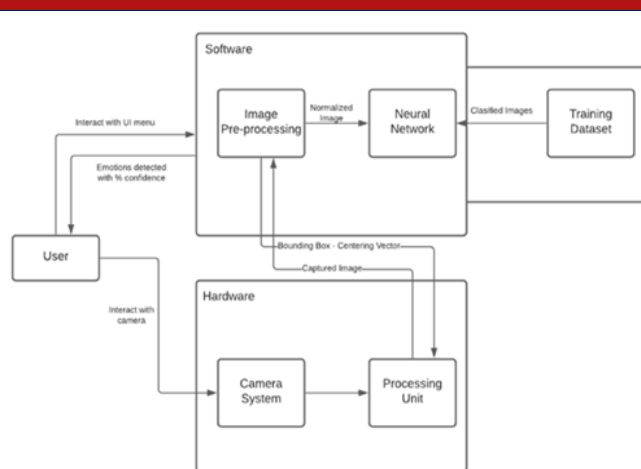 Software
Image
Pre-processing
Normalized
Image
Neural
Network
Clasified Images
Training
Dataset
Interact with UI menu
Emotions detected
with % confidence
User
Bounding Box - Centering Vector
Captured Image
Interact with
camera
Hardware
Camera
System
Processing
Unit